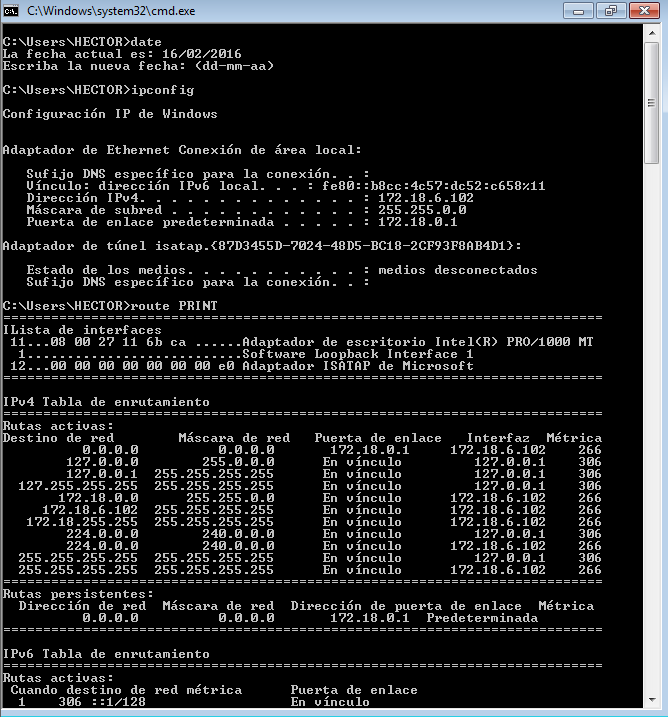 C:\Windows\system32\cmd.exe
C:\Users\HECTOR>date
La fecha actual es: 16/02/2016
Escriba la nueva fecha: (dd-mm-aa)
C:\Users\HECTOR>ipconfig
Configuración IP de Windows
Adaptador de Ethernet Conexión de área local:
   Sufijo DNS específico para la conexión. . :
   Vínculo: dirección IPv6 local. . . : fe80::b8cc:4c57:dc52:c658%11
   Dirección IPv4. . . . . . . . . . . . . . : 172.18.6.102
   Máscara de subred . . . . . . . . . . . . : 255.255.0.0
   Puerta de enlace predeterminada . . . . . : 172.18.0.1
Adaptador de túnel isatap.{87D3455D-7024-48D5-BC18-2CF93F8AB4D1}:
   Estado de los medios. . . . . . . . . . . : medios desconectados
   Sufijo DNS específico para la conexión. . :
C:\Users\HECTOR>route PRINT
===========================================================================
ILista de interfaces
 11...08 00 27 11 6b ca ......Adaptador de escritorio Intel(R) PRO/1000 MT
  1...........................Software Loopback Interface 1
 12...00 00 00 00 00 00 00 e0 Adaptador ISATAP de Microsoft
===========================================================================
IPv4 Tabla de enrutamiento
===========================================================================
Rutas activas:
Destino de red        Máscara de red   Puerta de enlace   Interfaz  Métrica
          0.0.0.0          0.0.0.0       172.18.0.1     172.18.6.102    266
        127.0.0.0        255.0.0.0      En vínculo         127.0.0.1    306
        127.0.0.1  255.255.255.255      En vínculo         127.0.0.1    306
  127.255.255.255  255.255.255.255      En vínculo         127.0.0.1    306
       172.18.0.0      255.255.0.0      En vínculo      172.18.6.102    266
     172.18.6.102  255.255.255.255      En vínculo      172.18.6.102    266
   172.18.255.255  255.255.255.255      En vínculo      172.18.6.102    266
        224.0.0.0        240.0.0.0      En vínculo         127.0.0.1    306
        224.0.0.0        240.0.0.0      En vínculo      172.18.6.102    266
  255.255.255.255  255.255.255.255      En vínculo         127.0.0.1    306
  255.255.255.255  255.255.255.255      En vínculo      172.18.6.102    266
===========================================================================
Rutas persistentes:
  Dirección de red  Máscara de red  Dirección de puerta de enlace  Métrica
          0.0.0.0          0.0.0.0       172.18.0.1  Predeterminada
===========================================================================
IPv6 Tabla de enrutamiento
===========================================================================
Rutas activas:
 Cuando destino de red métrica      Puerta de enlace
  1    306 ::1/128                  En vínculo